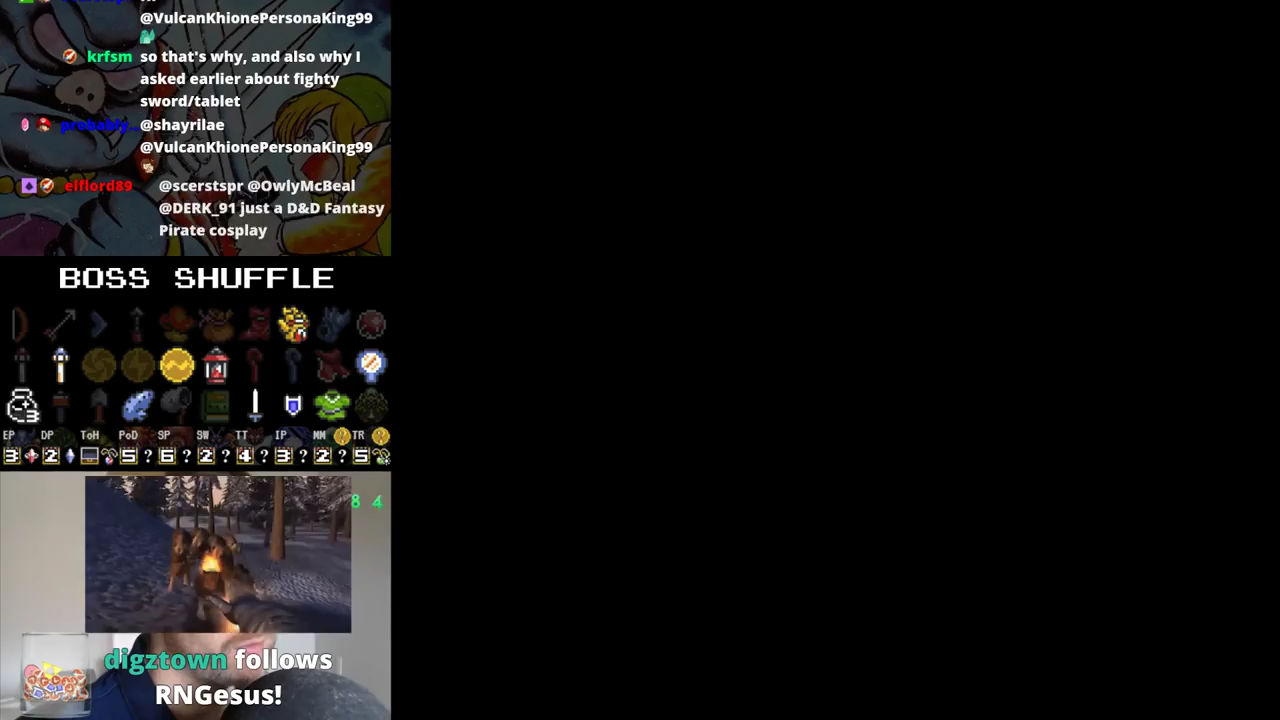 @VulcanKhionePersonaKing99
krfsm so that's why, and also why I
asked earlier about fighty
sword/tablet
probably... @shayrilae
@VulcanKhionePersonaKing99
elflord89 @scerstspr @OwlyMcBeal
@DERK_91 just a D&D Fantasy
Pirate cosplay
BOSS SHUFFLE
3
EP DP ToH PoD SP SW TT IP MM ? TR ?
3 2 5 ? 6 ? 2 ? 4 ? 3 ? 2 ? 5
8 4
digztown follows
RNGesus!